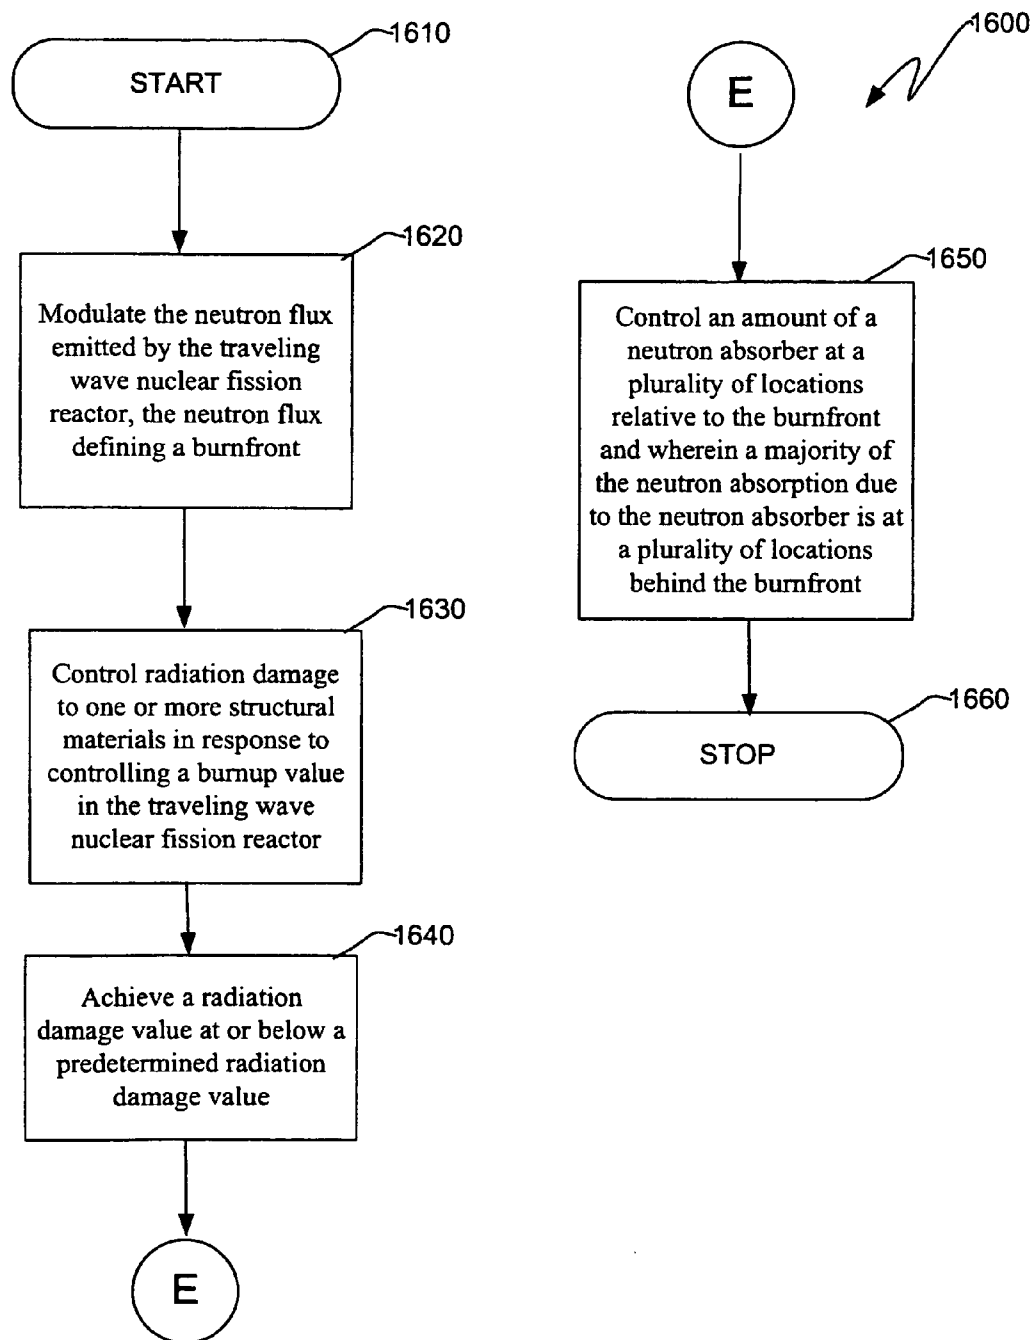 1610
START
1620
Modulate the neutron flux
emitted by the traveling
wave nuclear fission
reactor, the neutron flux
defining a burnfront
1630
Control radiation damage
to one or more structural
materials in response to
controlling a burnup value
in the traveling wave
nuclear fission reactor
1640
Achieve a radiation
damage value at or below a
predetermined radiation
damage value
E
1600
E
1650
Control an amount of a
neutron absorber at a
plurality of locations
relative to the burnfront
and wherein a majority of
the neutron absorption due
to the neutron absorber is at
a plurality of locations
behind the burnfront
1660
STOP